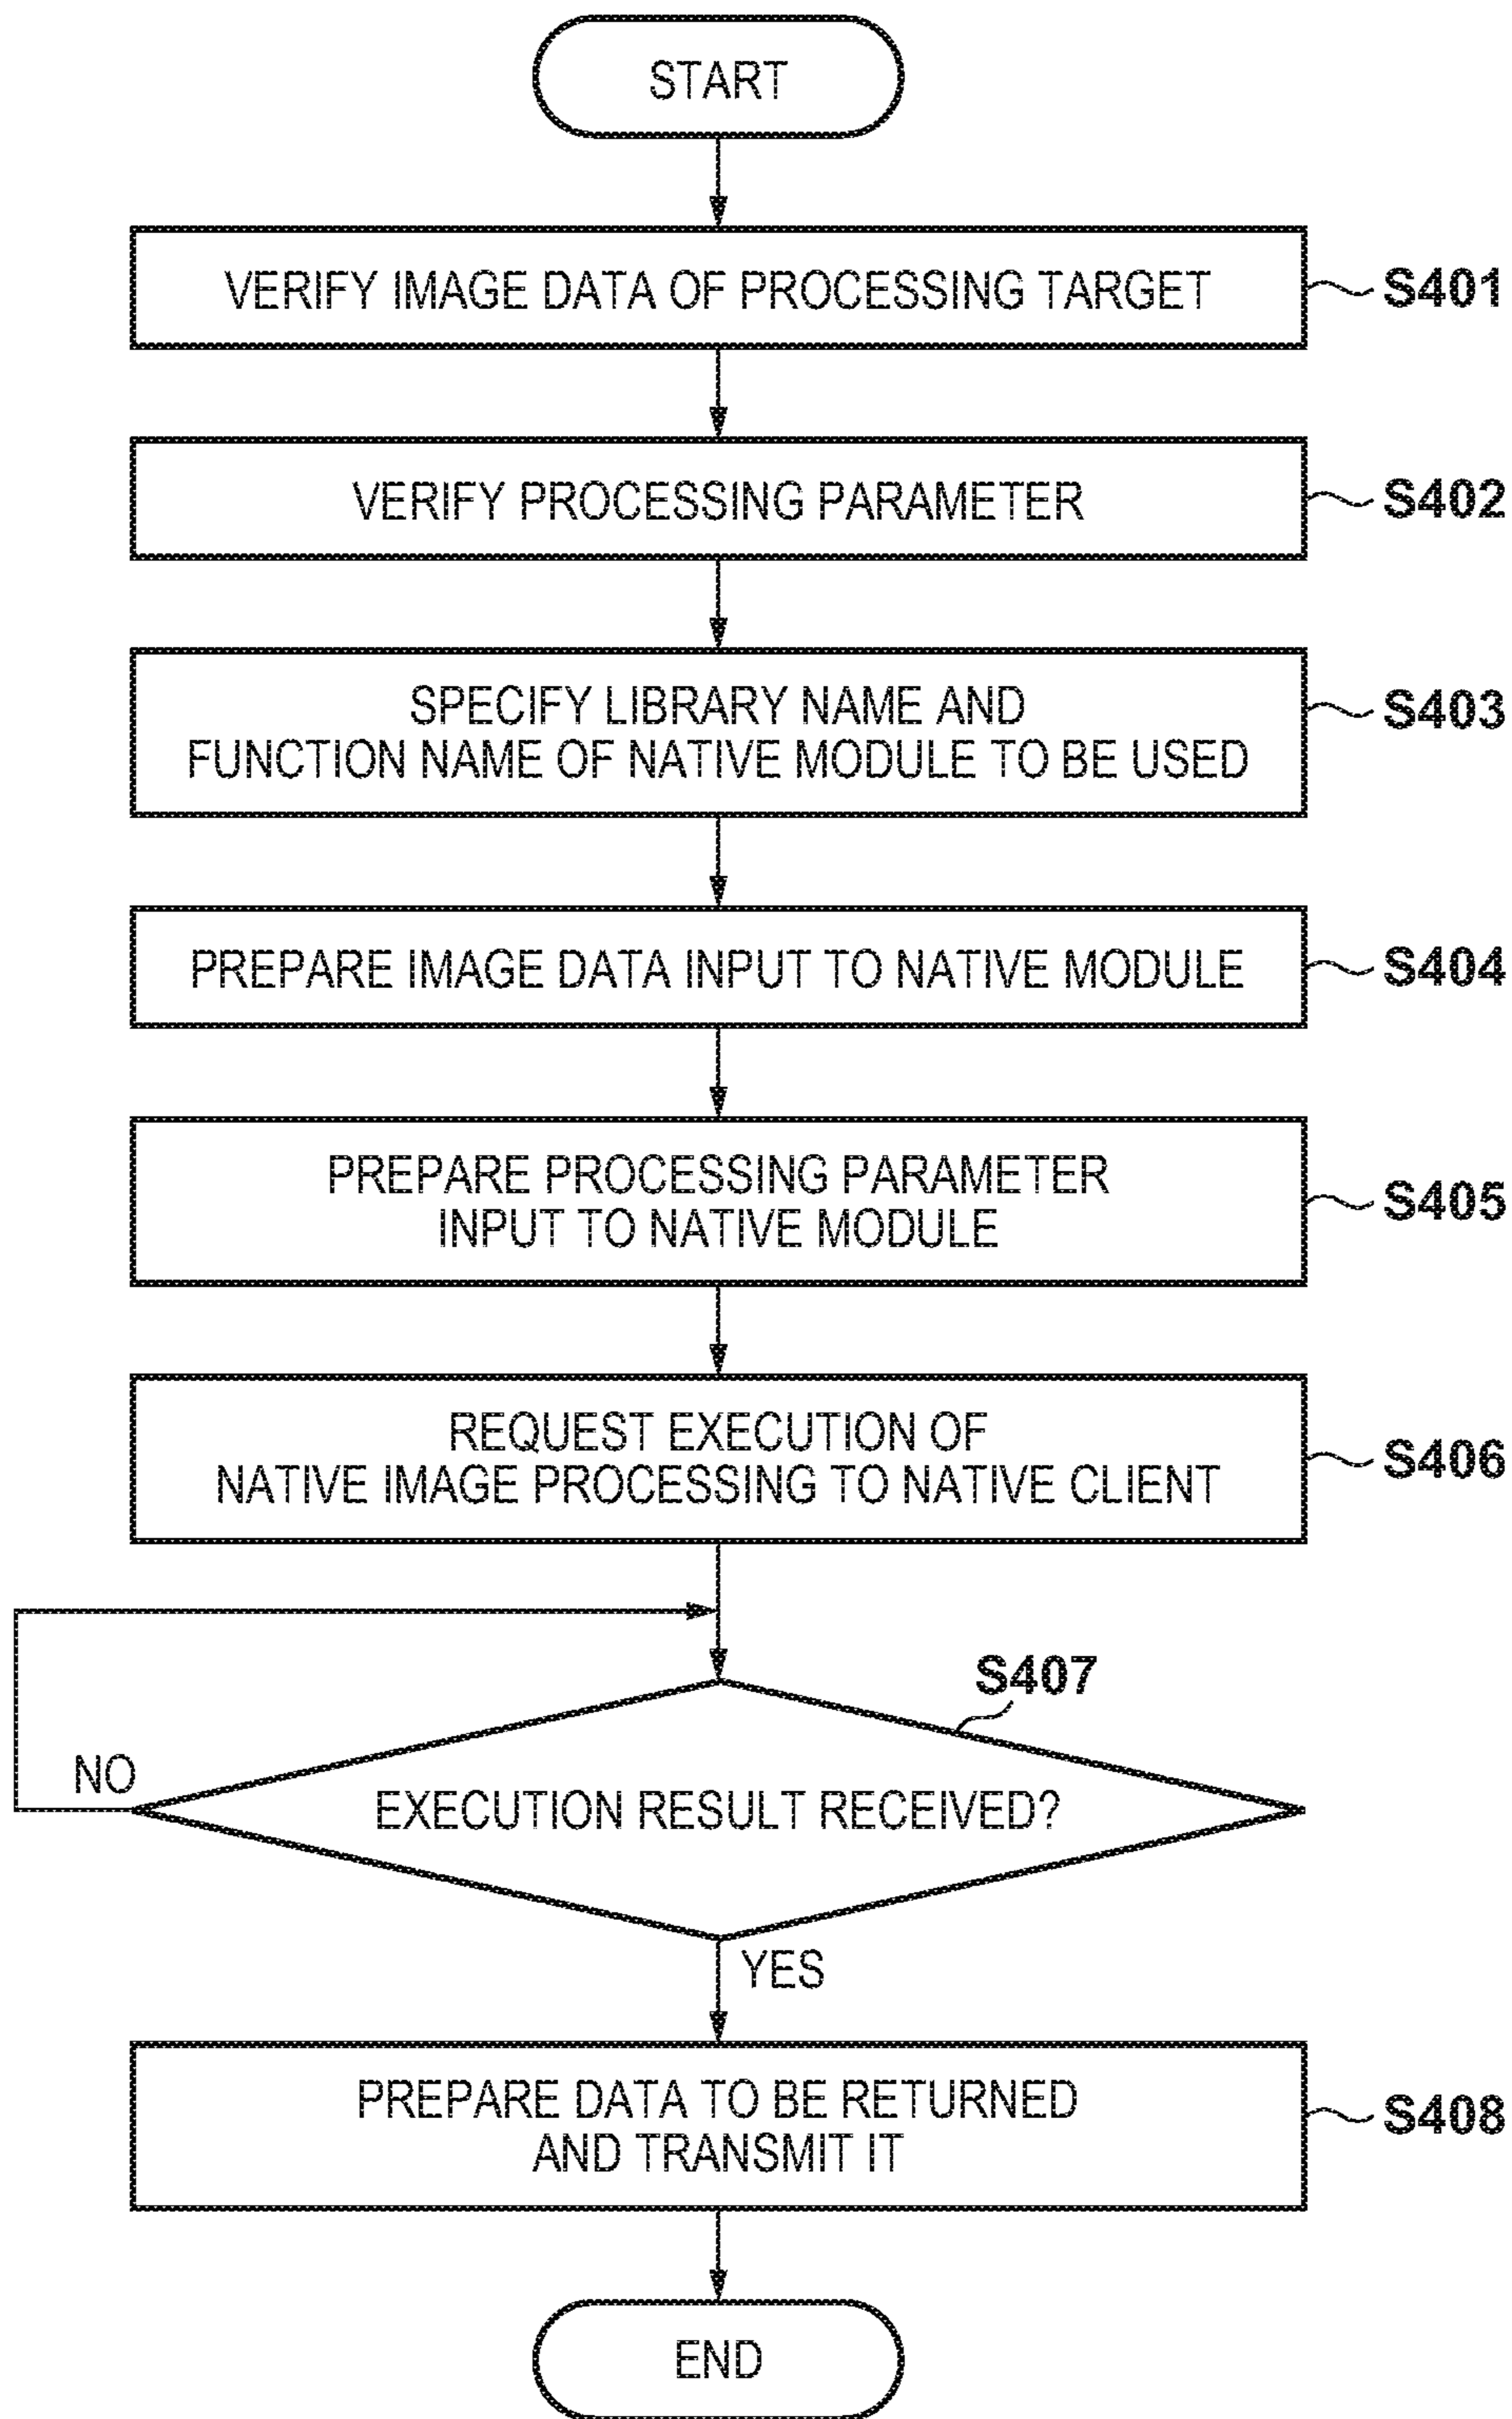 START
VERIFY IMAGE DATA OF PROCESSING TARGET
S401
VERIFY PROCESSING PARAMETER
S402
SPECIFY LIBRARY NAME AND
FUNCTION NAME OF NATIVE MODULE TO BE USED
S403
PREPARE IMAGE DATA INPUT TO NATIVE MODULE
S404
PREPARE PROCESSING PARAMETER
INPUT TO NATIVE MODULE
S405
REQUEST EXECUTION OF
NATIVE IMAGE PROCESSING TO NATIVE CLIENT
S406
S407
NO
EXECUTION RESULT RECEIVED?
YES
PREPARE DATA TO BE RETURNED
AND TRANSMIT IT
S408
END